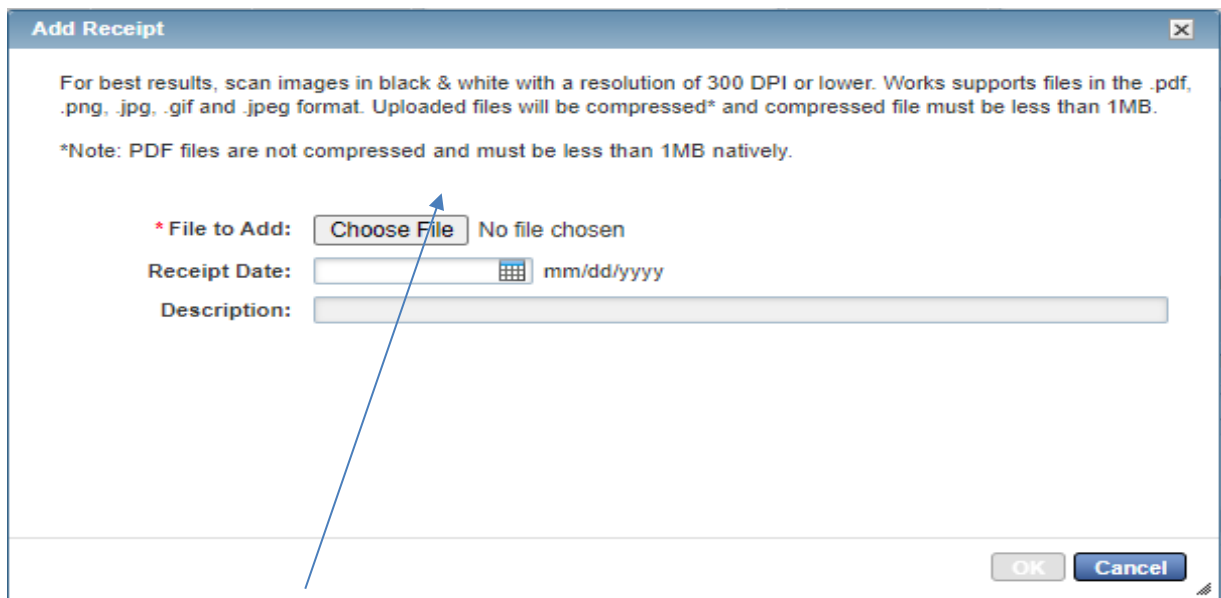 Add Receipt
For best results, scan images in black & white with a resolution of 300 DPI or lower. Works supports files in the .pdf,
.png, .jpg, .gif and .jpeg format. Uploaded files will be compressed* and compressed file must be less than 1MB.
*Note: PDF files are not compressed and must be less than 1MB natively.
* File to Add: Choose File No file chosen
Receipt Date: mm/dd/yyyy
Description:
OK Cancel